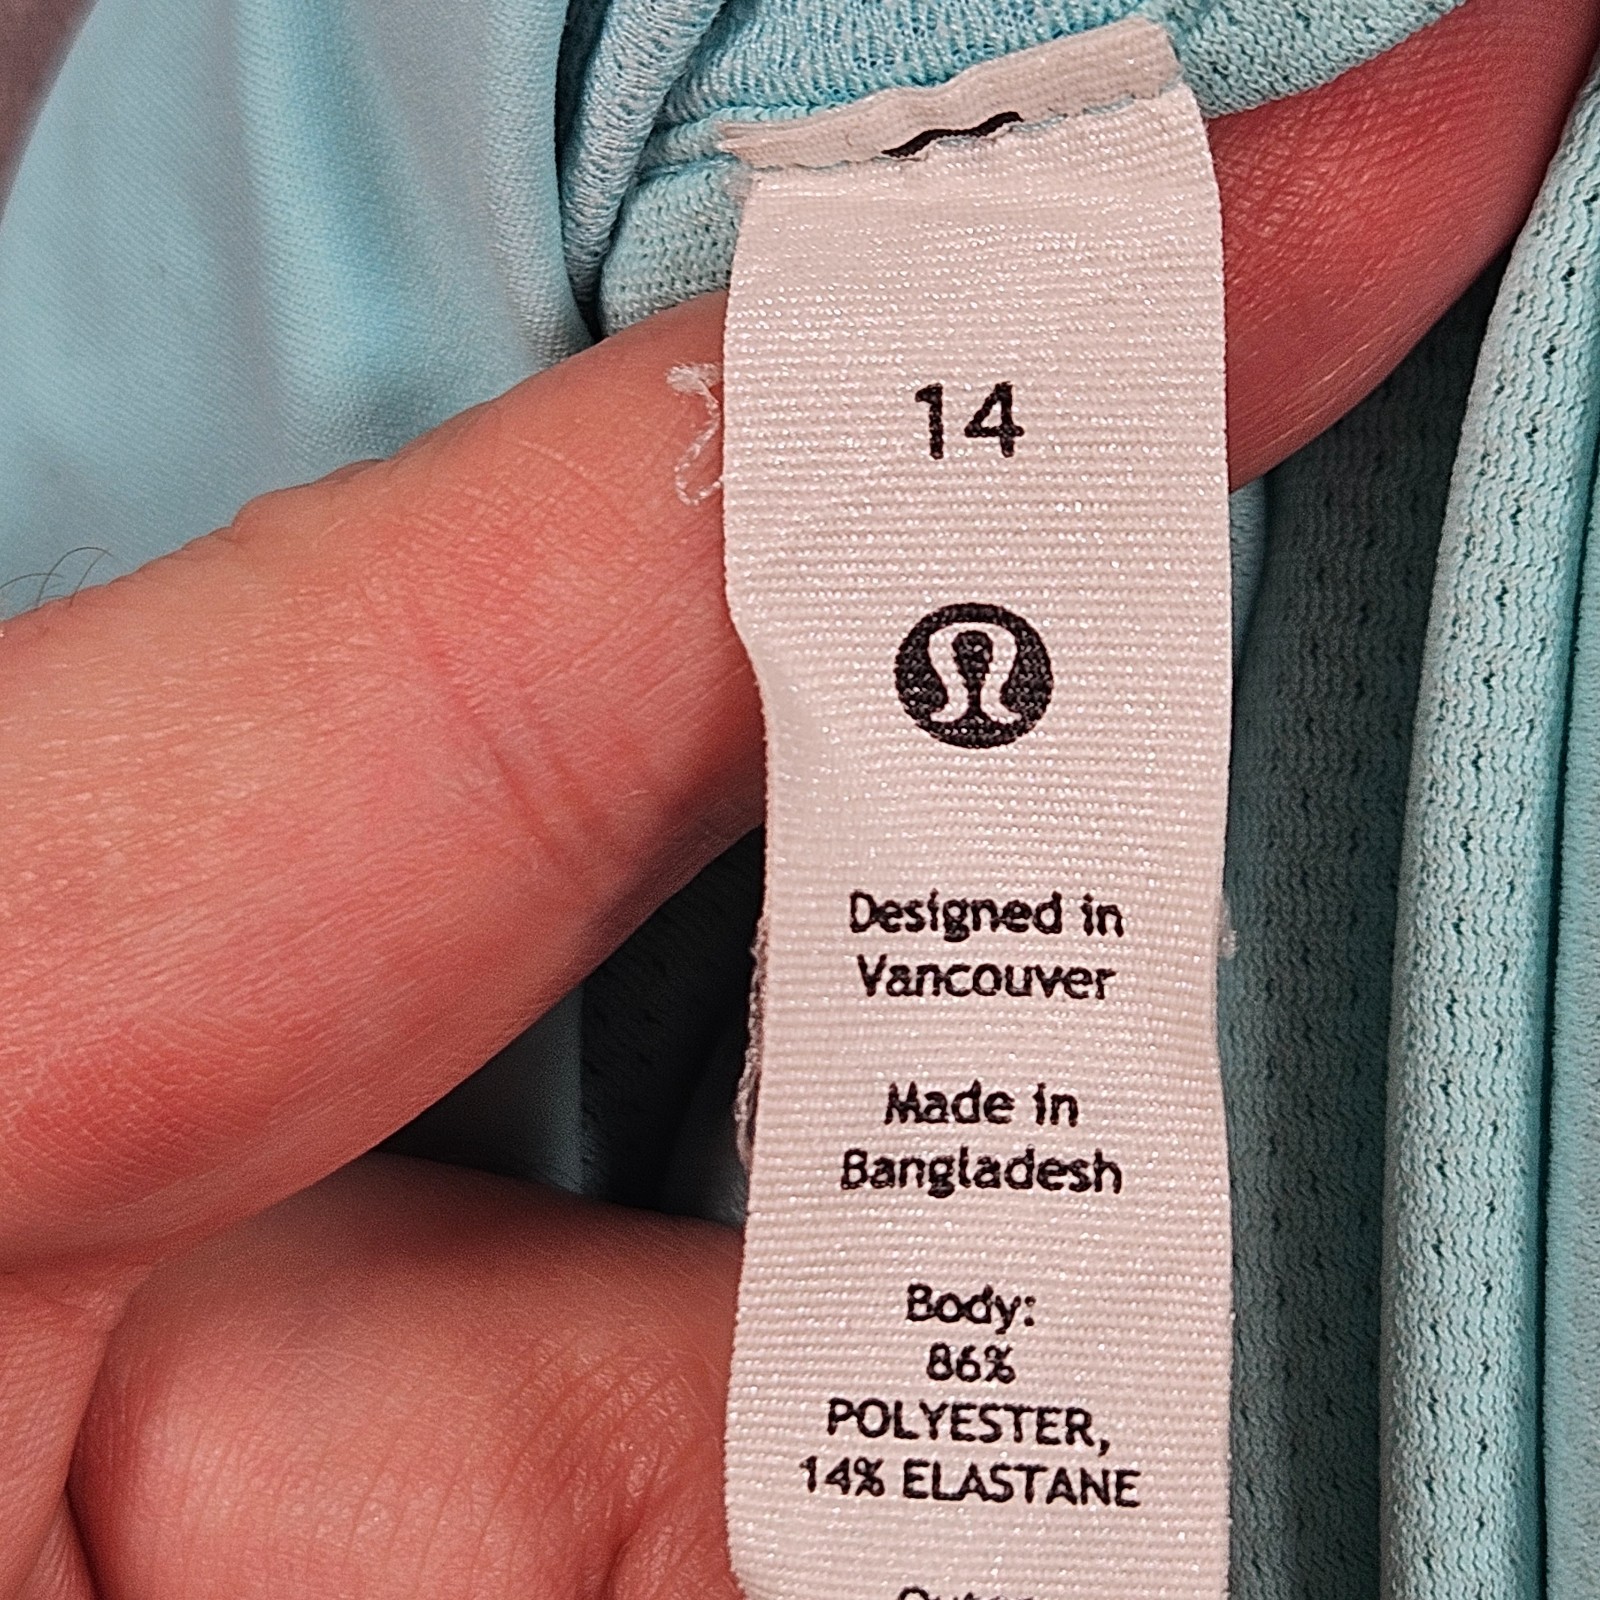 14
Designed in
Vancouver
Made in
Bangladesh
Body:
86%
POLYESTER,
14% ELASTANE